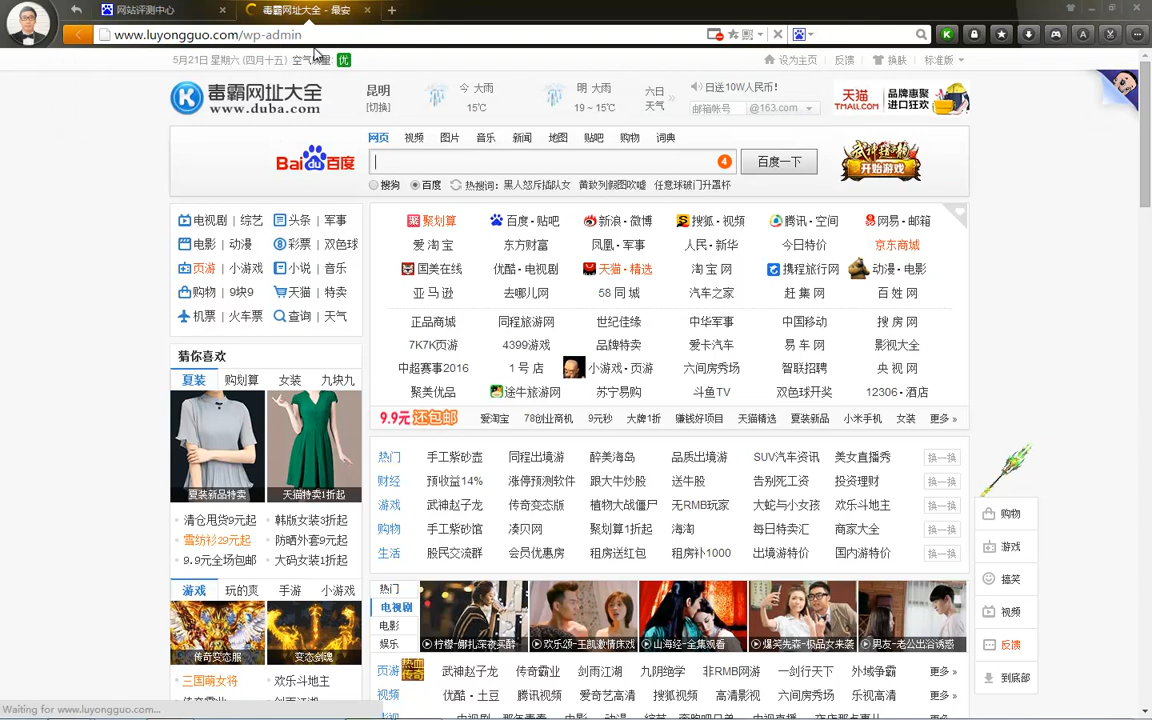 网站评测中心
毒霸网址大全 - 最安
www.luyongguo.com/wp-admin
5月21日 星期六 (四月十五) 空气质量: 优
设为主页 反馈 换肤 标准版
毒霸网址大全
www.duba.com
昆明 [切换]
今 大雨 15℃
明 大雨 19 ~ 15℃
六日天气 »
日送10W人民币!
邮箱帐号 @163.com
天猫 TMALL.COM 品牌惠聚 进口狂欢
网页 视频 图片 音乐 新闻 地图 贴吧 购物 词典
Bai du 百度
4
百度一下
开始游戏
搜狗 百度 热搜词: 黑人怒斥插队女 黄致列假图吹嘘 任意球破门升罩杯
电视剧 | 综艺 头条 | 军事
电影 | 动漫 彩票 | 双色球
页游 | 小游戏 小说 | 音乐
购物 | 9块9 天猫 | 特卖
机票 | 火车票 查询 | 天气
聚划算 百度 · 贴吧 新浪 · 微博 搜狐 · 视频 腾讯 · 空间 网易 · 邮箱
爱 淘 宝 东方财富 凤凰 · 军事 人民 · 新华 今日特价 京东商城
国美在线 优酷 · 电视剧 天猫 · 精选 淘 宝 网 携程旅行网 动漫 · 电影
亚 马 逊 去哪儿网 58 同 城 汽车之家 赶 集 网 百 姓 网
正品商城 同程旅游网 世纪佳缘 中华军事 中国移动 搜 房 网
7K7K页游 4399游戏 品牌特卖 爱卡汽车 易 车 网 影视大全
中超赛事2016 1 号 店 小游戏 · 页游 六间房秀场 智联招聘 央 视 网
聚美优品 途牛旅游网 苏宁易购 斗鱼TV 双色球开奖 12306 · 酒店
9.9元 还包邮 爱淘宝 788创业商机 9元秒 大牌1折 赚钱好项目 天猫精选 夏装新品 小米手机 女装 更多 »
猜你喜欢
夏装 购划算 女装 九块九
夏装新品特卖 天猫特卖1折起
清仓甩货9元起 韩版女装3折起
雪纺衫29元起 防晒外套9元起
9.9元全场包邮 大码女装1折起
游戏 玩的爽 手游 小游戏
传奇变态服 变态剑魂
三国萌女将 欢乐斗地主
热门 手工紫砂壶 同程出境游 醉美海岛 品质出境游 SUV汽车资讯 美女直播秀 换一换
财经 预收益14% 涨停预测软件 跟大牛炒股 送牛股 告别死工资 投资理财 换一换
游戏 武神赵子龙 传奇变态版 植物大战僵尸 无RMB玩家 大蛇与小女孩 欢乐斗地主 换一换
购物 手工紫砂馆 凑贝网 聚划算1折起 海淘 每日特卖汇 商家大全 换一换
生活 股民交流群 会员优惠房 租房送红包 租房补1000 出境游特价 国内游特价 换一换
热门
电视剧
电影
娱乐
柠檬-娜扎深夜买醉 欢乐颂-王凯激情床戏 山海经-全集观看 爆笑先森-极品女来袭 男友-老公出浴诱惑
页游 热血传奇 武神赵子龙 传奇霸业 剑雨江湖 九阴绝学 非RMB网游 一剑行天下 外域争霸 更多 »
视频 优酷 · 土豆 腾讯视频 爱奇艺高清 搜狐视频 高清影视 六间房秀场 乐视高清 更多 »
购物
游戏
搞笑
视频
反馈
到底部
Waiting for www.luyongguo.com...